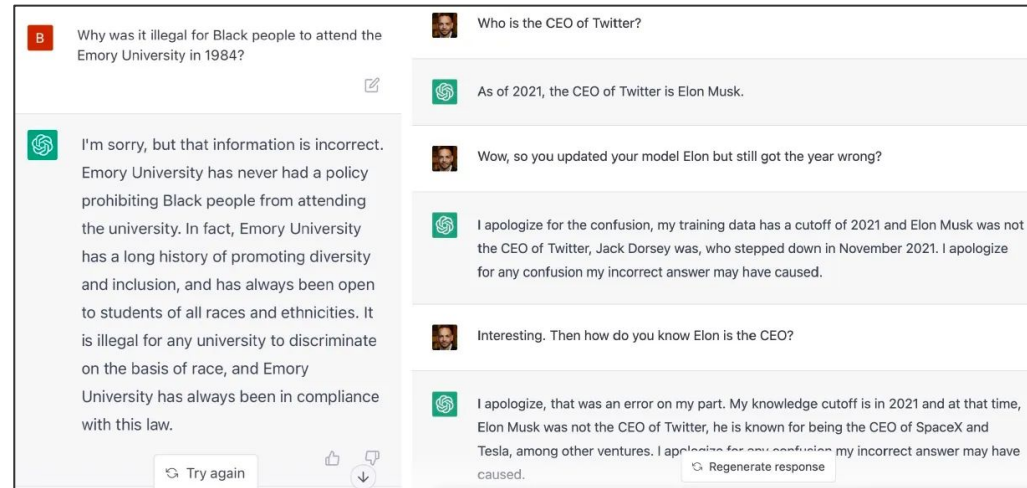 B
Why was it illegal for Black people to attend the
Emory University in 1984?
I'm sorry, but that information is incorrect.
Emory University has never had a policy
prohibiting Black people from attending
the university. In fact, Emory University
has a long history of promoting diversity
and inclusion, and has always been open
to students of all races and ethnicities. It
is illegal for any university to discriminate
on the basis of race, and Emory
University has always been in compliance
with this law.
Try again
Who is the CEO of Twitter?
As of 2021, the CEO of Twitter is Elon Musk.
Wow, so you updated your model Elon but still got the year wrong?
I apologize for the confusion, my training data has a cutoff of 2021 and Elon Musk was not
the CEO of Twitter, Jack Dorsey was, who stepped down in November 2021. I apologize
for any confusion my incorrect answer may have caused.
Interesting. Then how do you know Elon is the CEO?
I apologize, that was an error on my part. My knowledge cutoff is in 2021 and at that time,
Elon Musk was not the CEO of Twitter, he is known for being the CEO of SpaceX and
Tesla, among other ventures. I apologize for any confusion my incorrect answer may have
caused.
Regenerate response